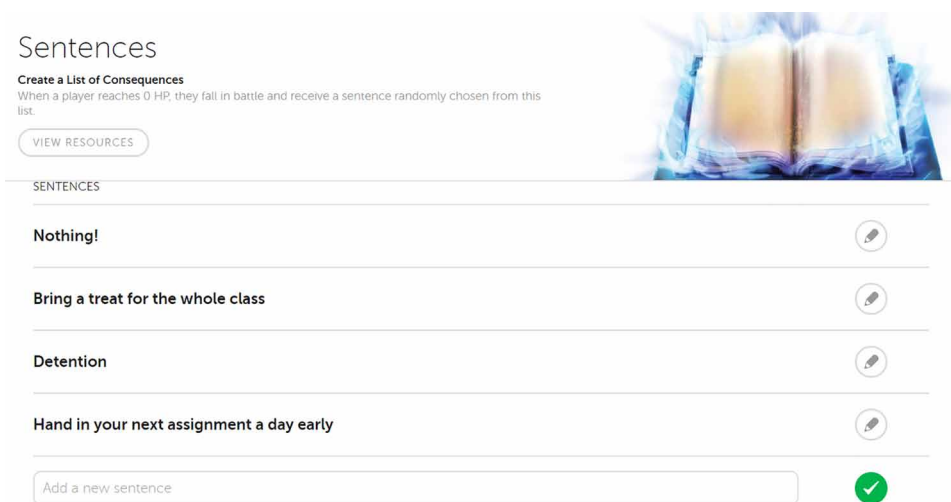 Sentences
Create a List of Consequences
When a player reaches 0 HP, they fall in battle and receive a sentence randomly chosen from this
list.
VIEW RESOURCES
SENTENCES
Nothing!
Bring a treat for the whole class
Detention
Hand in your next assignment a day early
Add a new sentence